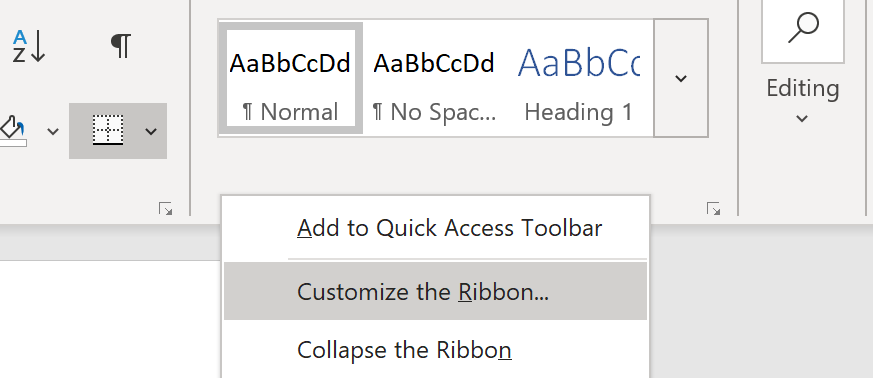 A
Z
¶
AaBbCcDd
¶ Normal
AaBbCcDd
¶ No Spac...
AaBbCc
Heading 1
Editing
Add to Quick Access Toolbar
Customize the Ribbon...
Collapse the Ribbon